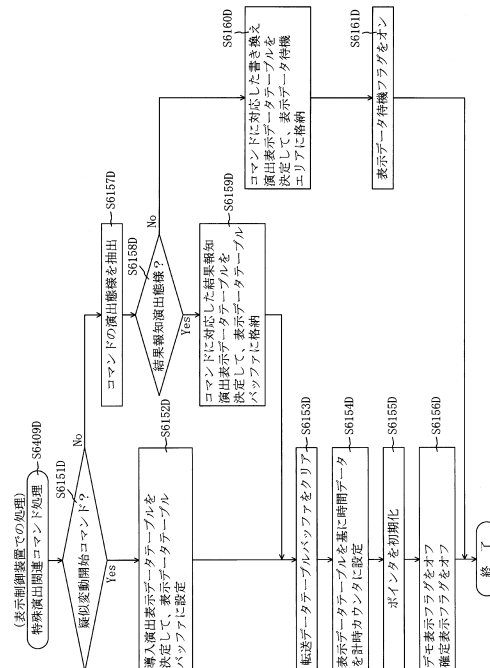 (表示制御装置での処理)
特殊演出関連コマンド処理
S6409D
疑似変動開始コマンド?
S6151D
Yes
No
導入演出表示データテーブルを
決定して、表示データテーブル
バッファに設定
S6152D
コマンドの演出態様を抽出
S6157D
結果報知演出態様?
S6158D
Yes
No
コマンドに対応した結果報知
演出表示データテーブルを
決定して、表示データテーブル
バッファに格納
S6159D
コマンドに対応した書き換え
演出表示データテーブルを
決定して、表示データ待機
エリアに格納
S6160D
表示データ待機フラグをオン
S6161D
転送データテーブルバッファをクリア
S6153D
表示データテーブルを基に時間データ
を計時カウンタに設定
S6154D
ポインタを初期化
S6155D
デモ表示フラグをオフ
確定表示フラグをオフ
S6156D
終 了